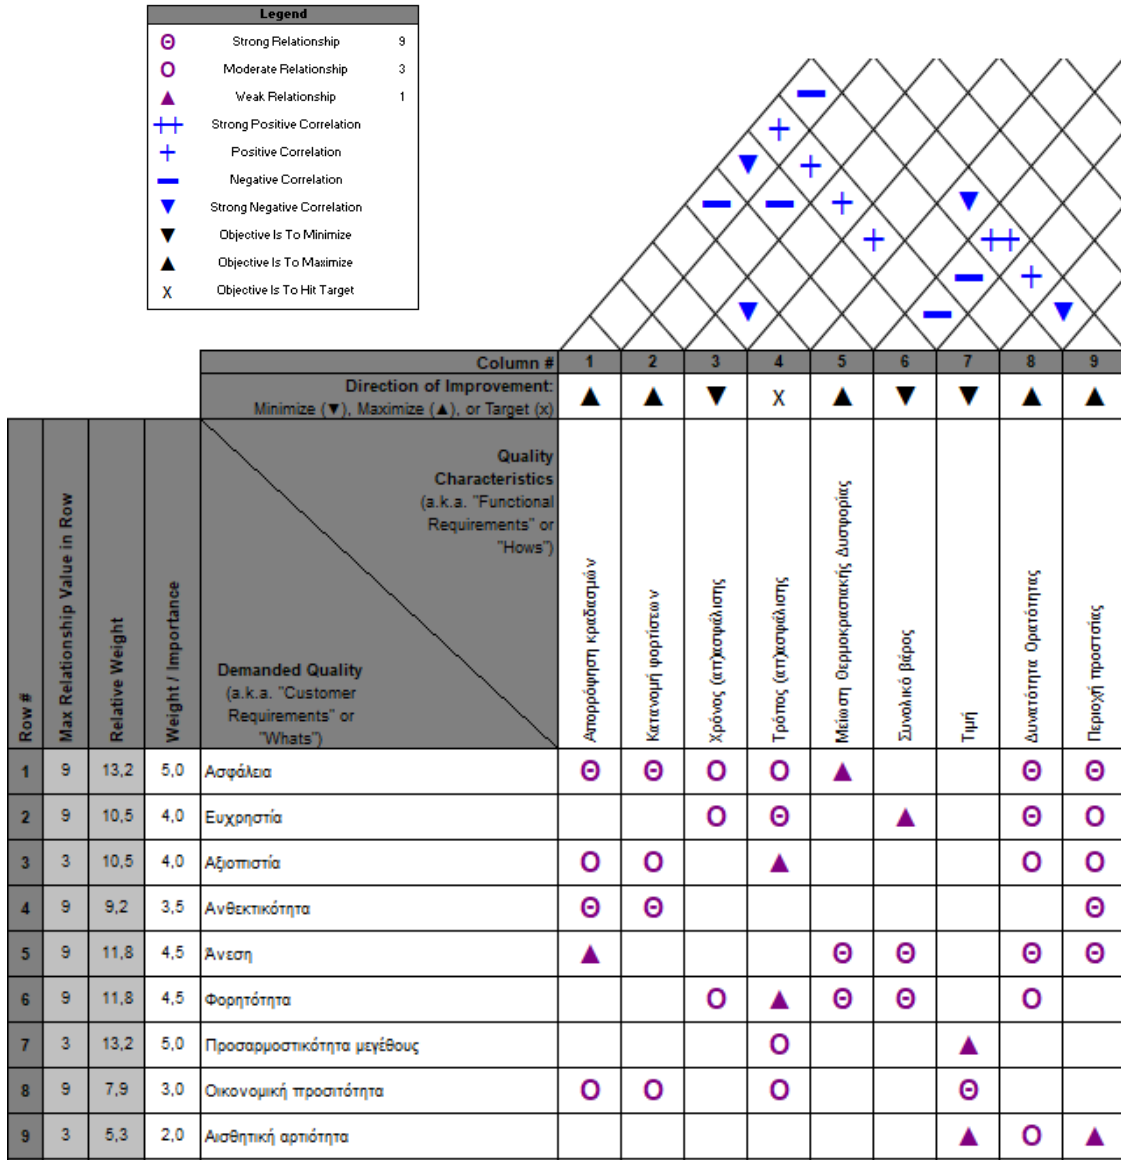 Legend
Θ Strong Relationship 9
Ο Moderate Relationship 3
▲ Weak Relationship 1
++ Strong Positive Correlation
+ Positive Correlation
− Negative Correlation
▼ Strong Negative Correlation
▼ Objective Is To Minimize
▲ Objective Is To Maximize
X Objective Is To Hit Target
Column # 1 2 3 4 5 6 7 8 9
Direction of Improvement:
Minimize (▼), Maximize (▲), or Target (x) ▲ ▲ ▼ X ▲ ▼ ▼ ▲ ▲
Quality
Characteristics
(a.k.a. "Functional
Requirements" or
"Hows")
Demanded Quality
(a.k.a. "Customer
Requirements" or
"Whats")
Row #
Max Relationship Value in Row
Relative Weight
Weight / Importance
Απορρόφηση κραδασμών
Κατανομή φορτίσεων
Χρόνος (απ)ασφάλισης
Τρόπος (απ)ασφάλισης
Μείωση Θερμοκρασιακής Δυσφορίας
Συνολικό βάρος
Τιμή
Δυνατότητα Ορατότητας
Περιοχή προστσίας
1 9 13,2 5,0 Ασφάλεια Θ Θ Ο Ο ▲ Θ Θ
2 9 10,5 4,0 Ευχρηστία Ο Θ ▲ Θ Ο
3 3 10,5 4,0 Αξιοπιστία Ο Ο ▲ Ο Ο
4 9 9,2 3,5 Ανθεκτικότητα Θ Θ Θ
5 9 11,8 4,5 Άνεση ▲ Θ Θ Θ Θ
6 9 11,8 4,5 Φορητότητα Ο ▲ Θ Θ Ο
7 3 13,2 5,0 Προσαρμοστικότητα μεγέθους Ο ▲
8 9 7,9 3,0 Οικονομική προσιτότητα Ο Ο Ο Θ
9 3 5,3 2,0 Αισθητική αρτιότητα ▲ Ο ▲